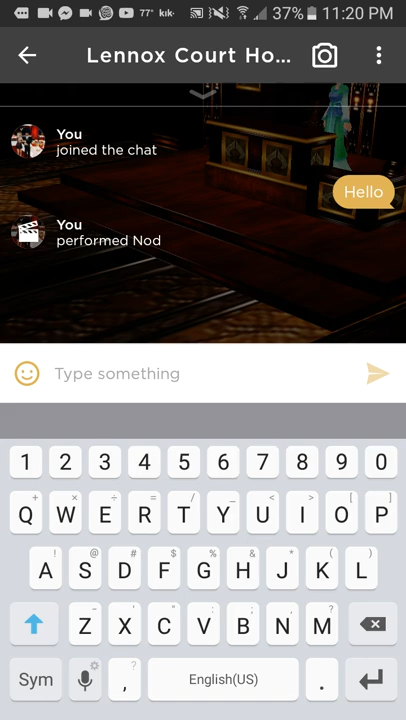 77° kik. 37% 11:20 PM
Lennox Court Ho...
You
joined the chat
Hello
You
performed Nod
Type something
1 2 3 4 5 6 7 8 9 0
+ × ÷ = / _ < > [ ]
Q W E R T Y U I O P
! @ # $ % & * ( )
A S D F G H J K L
- ' " : ; , ?
Z X C V B N M
Sym , ? English(US) .